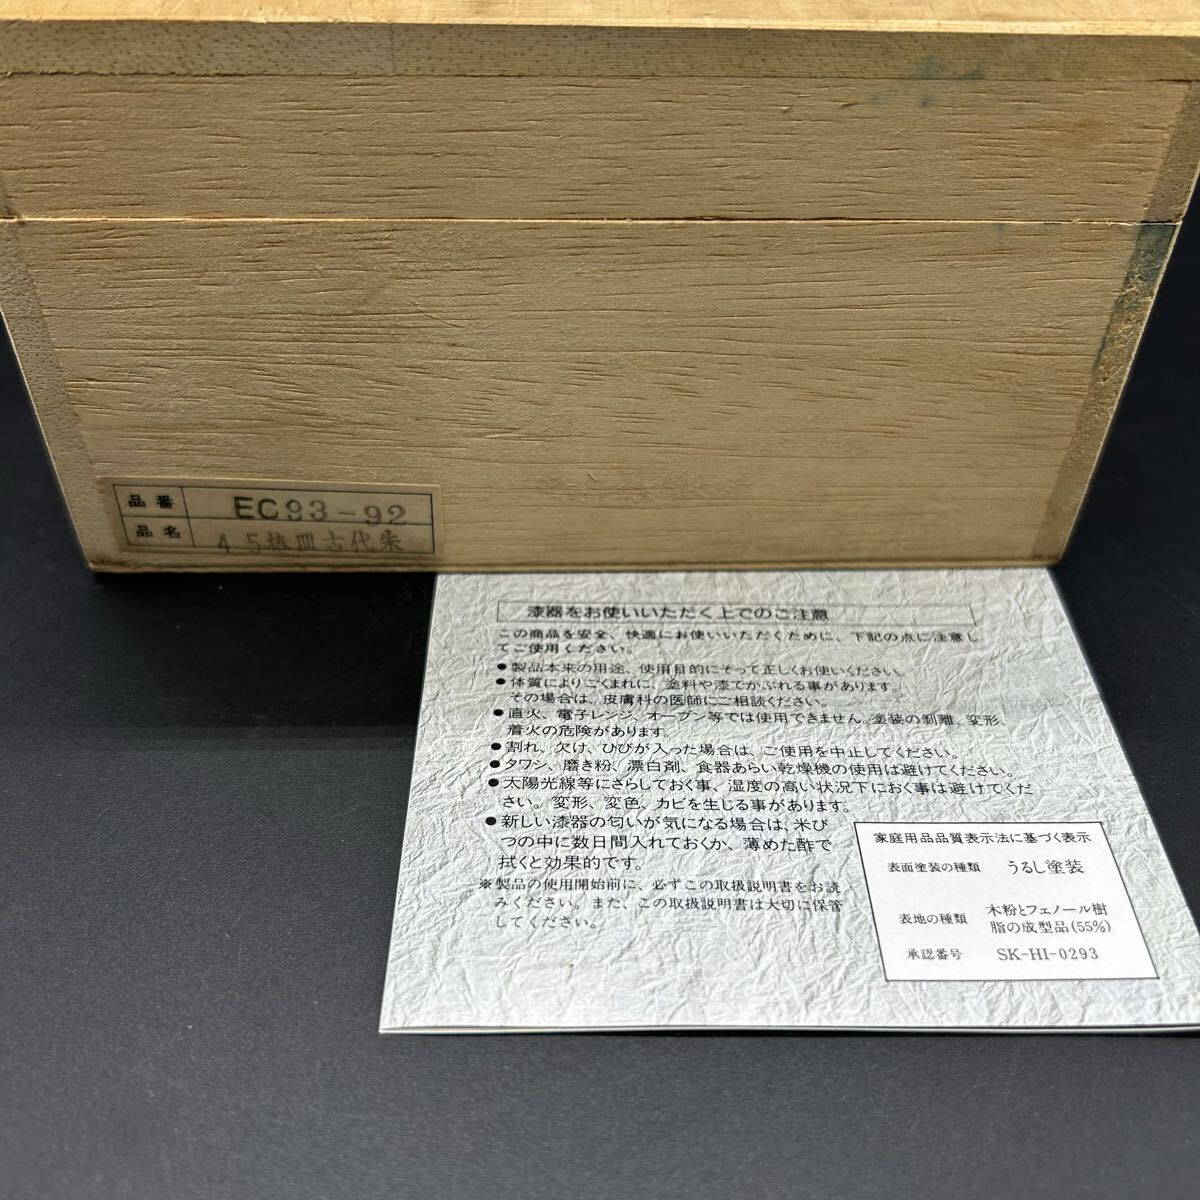 品番 EC93-92
品名 4.5椿皿古代朱
漆器をお使いいただく上でのご注意
この商品を安全、快適にお使いいただくために、下記の点に注意し
てご使用ください。
●製品本来の用途、使用目的にそって正しくお使いください。
●体質によりごくまれに、塗料や漆でかぶれる事があります。
その場合は、皮膚科の医師にご相談ください。
●直火、電子レンジ、オーブン等では使用できません。塗装の剥離、変形、
着火の危険があります。
●割れ、欠け、ひびが入った場合は、ご使用を中止してください。
●タワシ、磨き粉、漂白剤、食器あらい乾燥機の使用は避けてください。
●太陽光線等にさらしておく事、湿度の高い状況下におく事は避けてくだ
さい。変形、変色、カビを生じる事があります。
●新しい漆器の匂いが気になる場合は、米び
つの中に数日間入れておくか、薄めた酢で
拭くと効果的です。
※製品の使用開始前に、必ずこの取扱説明書をお読
みください。また、この取扱説明書は大切に保管
してください。
家庭用品品質表示法に基づく表示
表面塗装の種類 うるし塗装
表地の種類 木粉とフェノール樹
脂の成型品(55%)
承認番号 SK-HI-0293